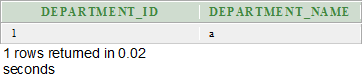 DEPARTMENT_ID DEPARTMENT_NAME
1 a
1 rows returned in 0.02
seconds